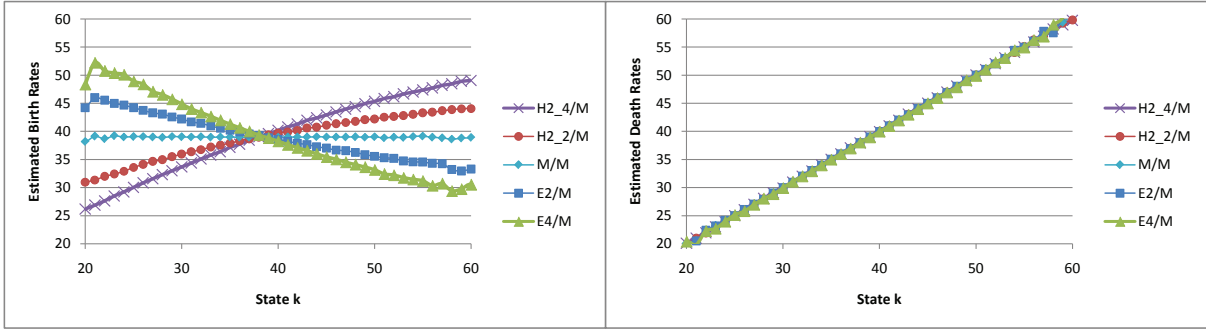 Estimated Birth Rates
60
55
50
45
40
35
30
25
20
20 30 40 50 60
State k
H2_4/M
H2_2/M
M/M
E2/M
E4/M
Estimated Death Rates
60
55
50
45
40
35
30
25
20
20 30 40 50 60
State k
H2_4/M
H2_2/M
M/M
E2/M
E4/M